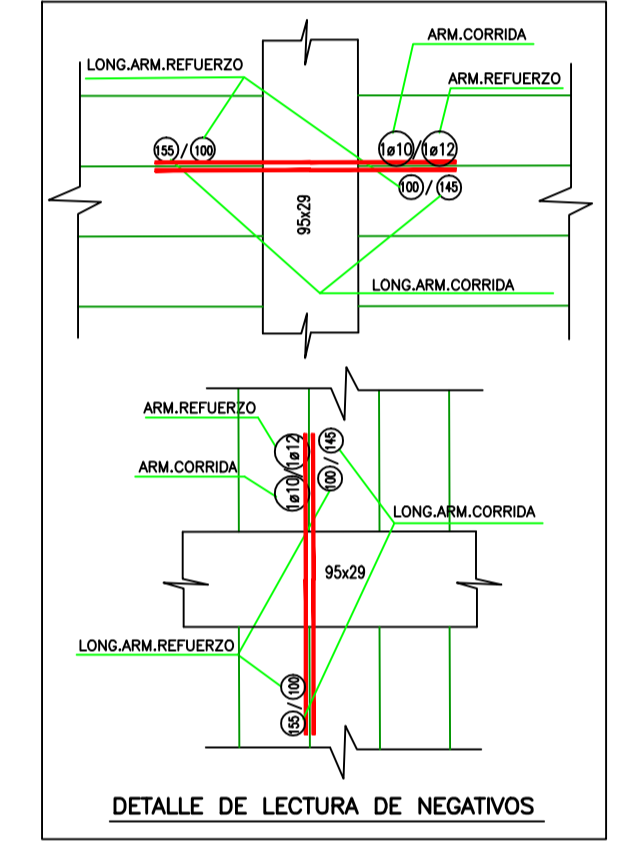 ARM.CORRIDA
LONG.ARM.REFUERZO
ARM.REFUERZO
155/100
1ø10/1ø12
100/145
95x29
LONG.ARM.CORRIDA
ARM.REFUERZO
1ø10/1ø12
100/145
ARM.CORRIDA
LONG.ARM.CORRIDA
95x29
LONG.ARM.REFUERZO
155/100
DETALLE DE LECTURA DE NEGATIVOS